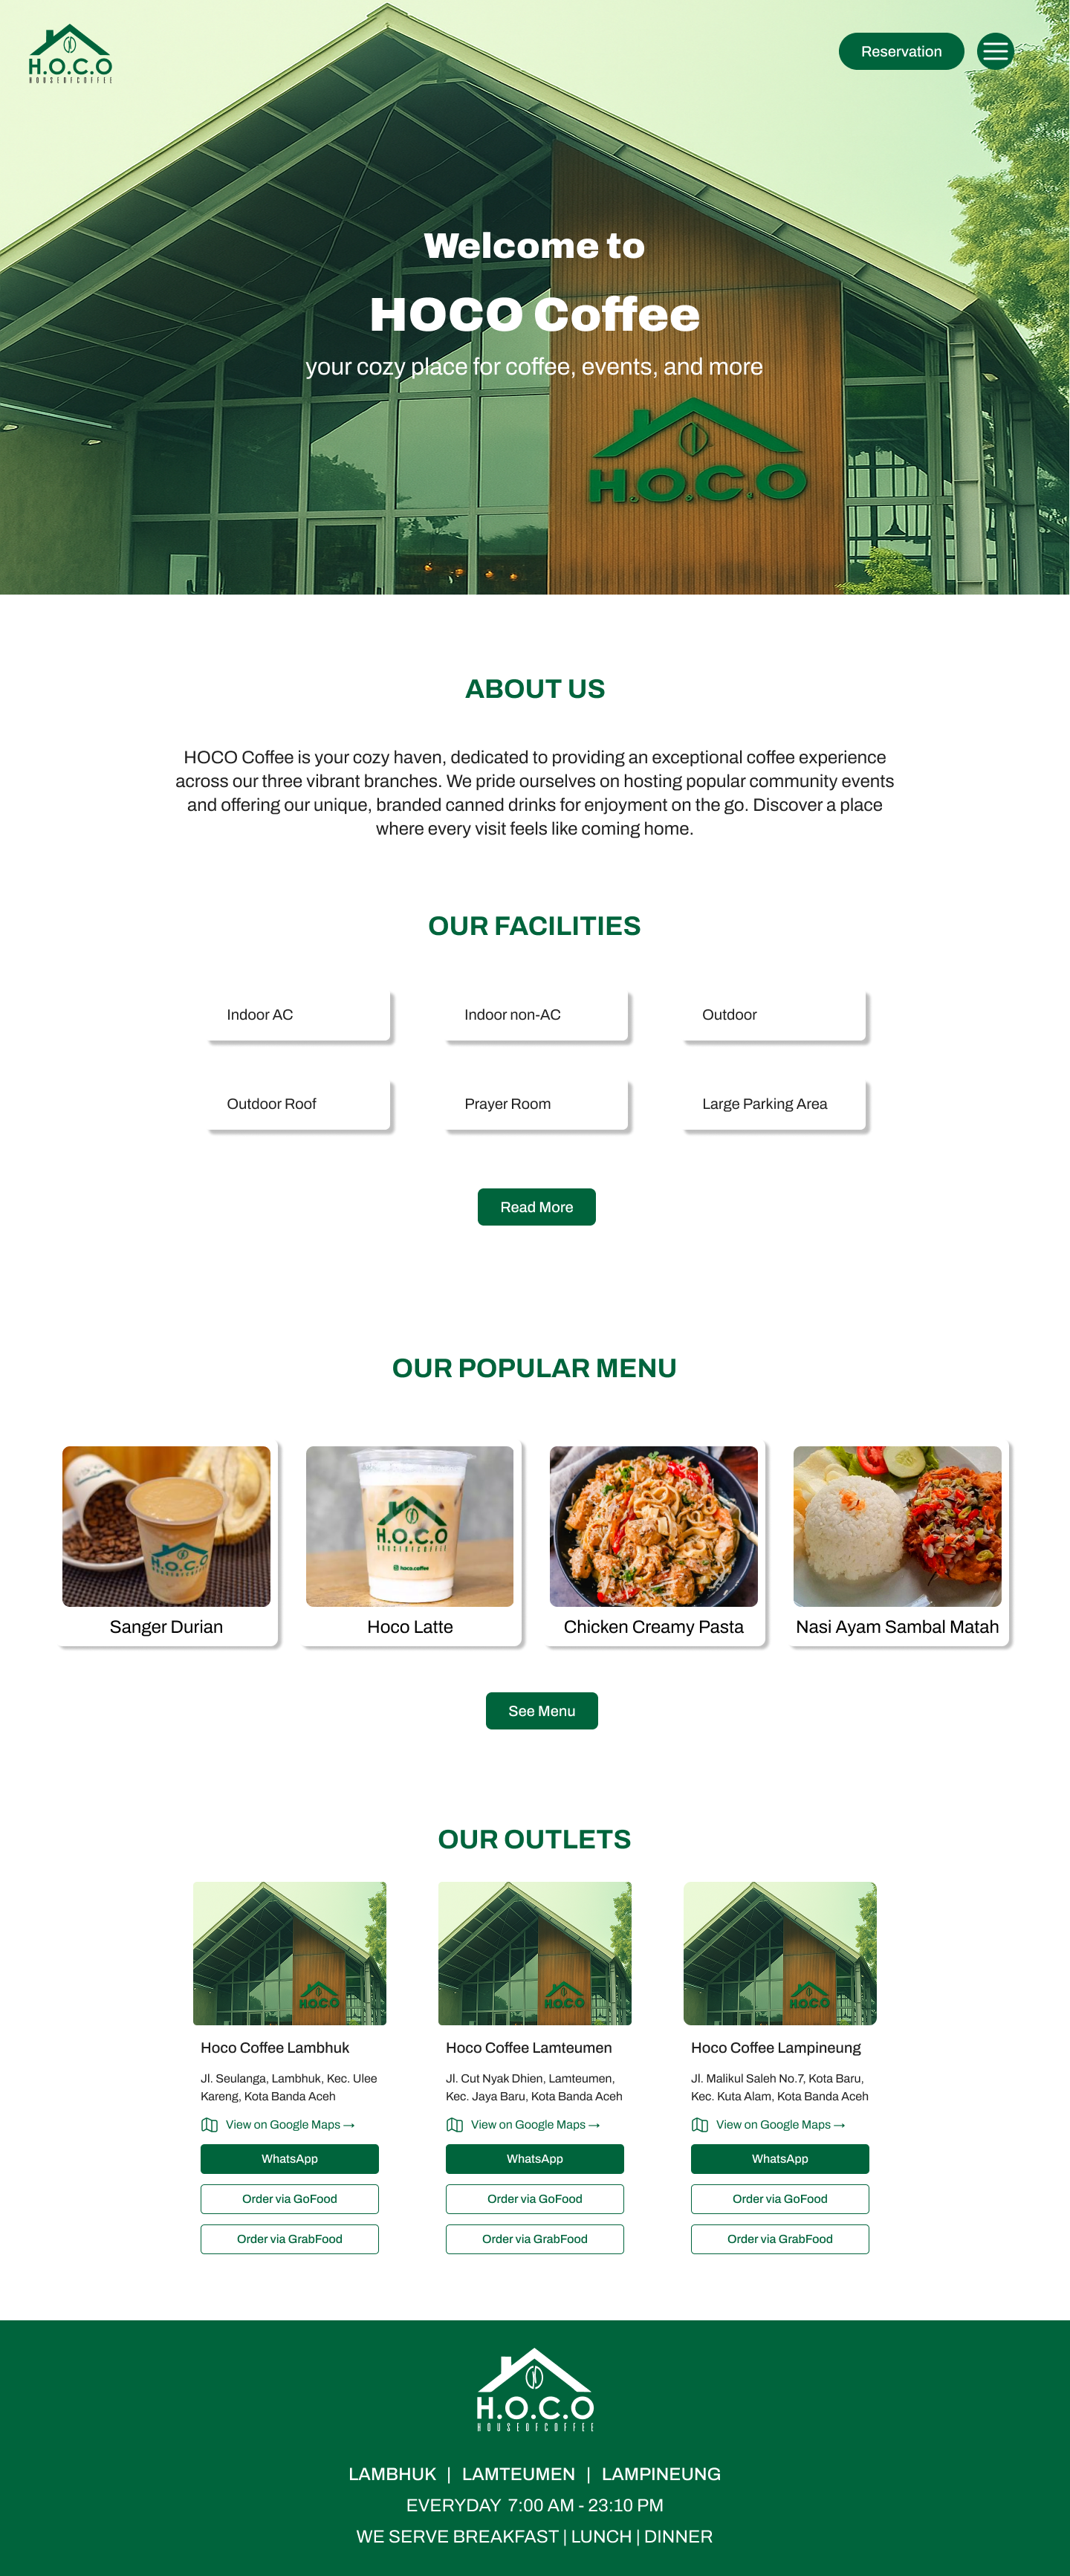 H.O.C.O
HOUSEOFCOFFEE
Reservation
Welcome to
HOCO Coffee
your cozy place for coffee, events, and more
H.O.C.O
ABOUT US
HOCO Coffee is your cozy haven, dedicated to providing an exceptional coffee experience
across our three vibrant branches. We pride ourselves on hosting popular community events
and offering our unique, branded canned drinks for enjoyment on the go. Discover a place
where every visit feels like coming home.
OUR FACILITIES
Indoor AC
Indoor non-AC
Outdoor
Outdoor Roof
Prayer Room
Large Parking Area
Read More
OUR POPULAR MENU
H.O.C.O
H.O.C.O
HOUSEOFCOFFEE
hoco.coffee
Sanger Durian
Hoco Latte
Chicken Creamy Pasta
Nasi Ayam Sambal Matah
See Menu
OUR OUTLETS
H.O.C.O
H.O.C.O
H.O.C.O
Hoco Coffee Lambhuk
Jl. Seulanga, Lambhuk, Kec. Ulee
Kareng, Kota Banda Aceh
View on Google Maps →
WhatsApp
Order via GoFood
Order via GrabFood
Hoco Coffee Lamteumen
Jl. Cut Nyak Dhien, Lamteumen,
Kec. Jaya Baru, Kota Banda Aceh
View on Google Maps →
WhatsApp
Order via GoFood
Order via GrabFood
Hoco Coffee Lampineung
Jl. Malikul Saleh No.7, Kota Baru,
Kec. Kuta Alam, Kota Banda Aceh
View on Google Maps →
WhatsApp
Order via GoFood
Order via GrabFood
H.O.C.O
HOUSEOFCOFFEE
LAMBHUK | LAMTEUMEN | LAMPINEUNG
EVERYDAY 7:00 AM - 23:10 PM
WE SERVE BREAKFAST | LUNCH | DINNER